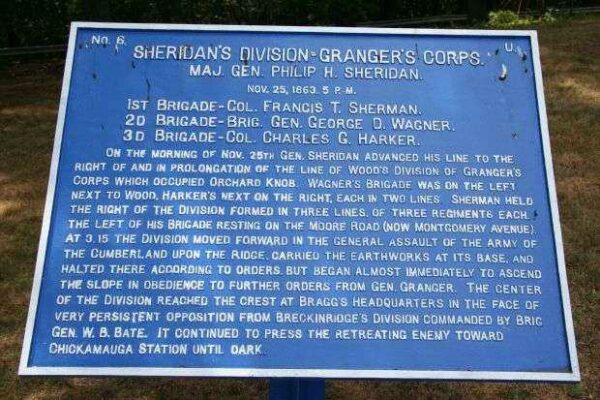 No. 6. U.
SHERIDAN'S DIVISION=GRANGER'S CORPS.
MAJ. GEN. PHILIP H. SHERIDAN.
NOV. 25, 1863. 5 P.M.
1ST BRIGADE-COL. FRANCIS T. SHERMAN.
2D BRIGADE-BRIG. GEN. GEORGE D. WAGNER.
3D BRIGADE-COL. CHARLES G. HARKER.
ON THE MORNING OF NOV. 25TH GEN. SHERIDAN ADVANCED HIS LINE TO THE
RIGHT OF AND IN PROLONGATION OF THE LINE OF WOOD'S DIVISION OF GRANGER'S
CORPS WHICH OCCUPIED ORCHARD KNOB. WAGNER'S BRIGADE WAS ON THE LEFT
NEXT TO WOOD, HARKER'S NEXT ON THE RIGHT, EACH IN TWO LINES. SHERMAN HELD
THE RIGHT OF THE DIVISION FORMED IN THREE LINES, OF THREE REGIMENTS EACH,
THE LEFT OF HIS BRIGADE RESTING ON THE MOORE ROAD (NOW MONTGOMERY AVENUE).
AT 3.15 THE DIVISION MOVED FORWARD IN THE GENERAL ASSAULT OF THE ARMY OF
THE CUMBERLAND UPON THE RIDGE, CARRIED THE EARTHWORKS AT ITS BASE, AND
HALTED THERE ACCORDING TO ORDERS, BUT BEGAN ALMOST IMMEDIATELY TO ASCEND
THE SLOPE IN OBEDIENCE TO FURTHER ORDERS FROM GEN. GRANGER. THE CENTER
OF THE DIVISION REACHED THE CREST AT BRAGG'S HEADQUARTERS IN THE FACE OF
VERY PERSISTENT OPPOSITION FROM BRECKINRIDGE'S DIVISION COMMANDED BY BRIG
GEN. W. B. BATE. IT CONTINUED TO PRESS THE RETREATING ENEMY TOWARD
CHICKAMAUGA STATION UNTIL DARK.